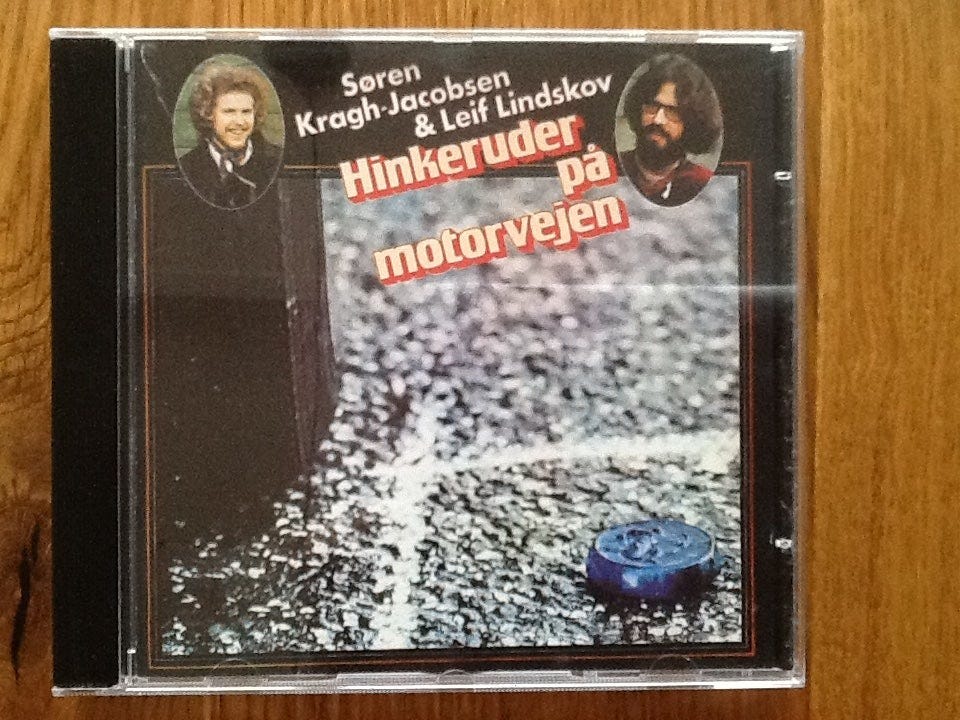 Søren
Kragh-Jacobsen
& Leif Lindskov
Hinkeruder
på
motorvejen